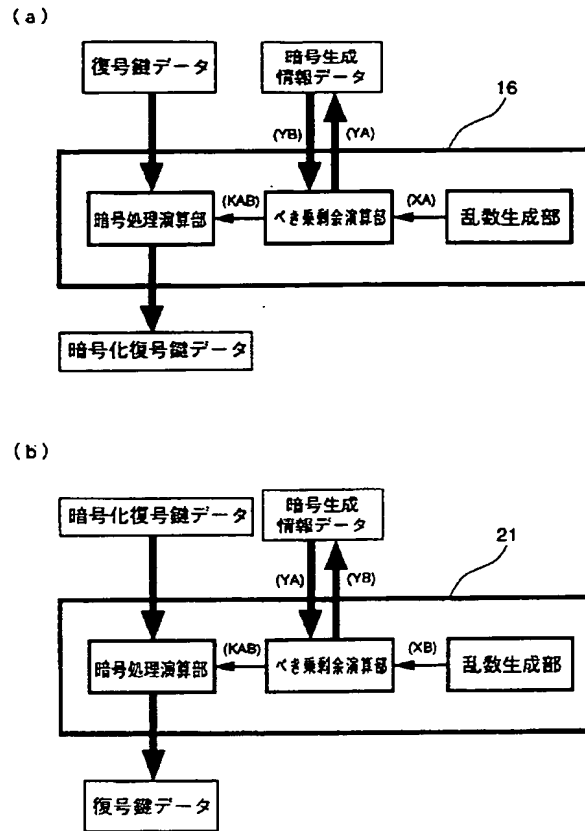 (a)
復号鍵データ
暗号生成
情報データ
16
(YB)
(YA)
暗号処理演算部
(KAB)
べき乗剰余演算部
(XA)
乱数生成部
暗号化復号鍵データ
(b)
暗号化復号鍵データ
暗号生成
情報データ
21
(YA)
(YB)
暗号処理演算部
(KAB)
べき乗剰余演算部
(XB)
乱数生成部
復号鍵データ